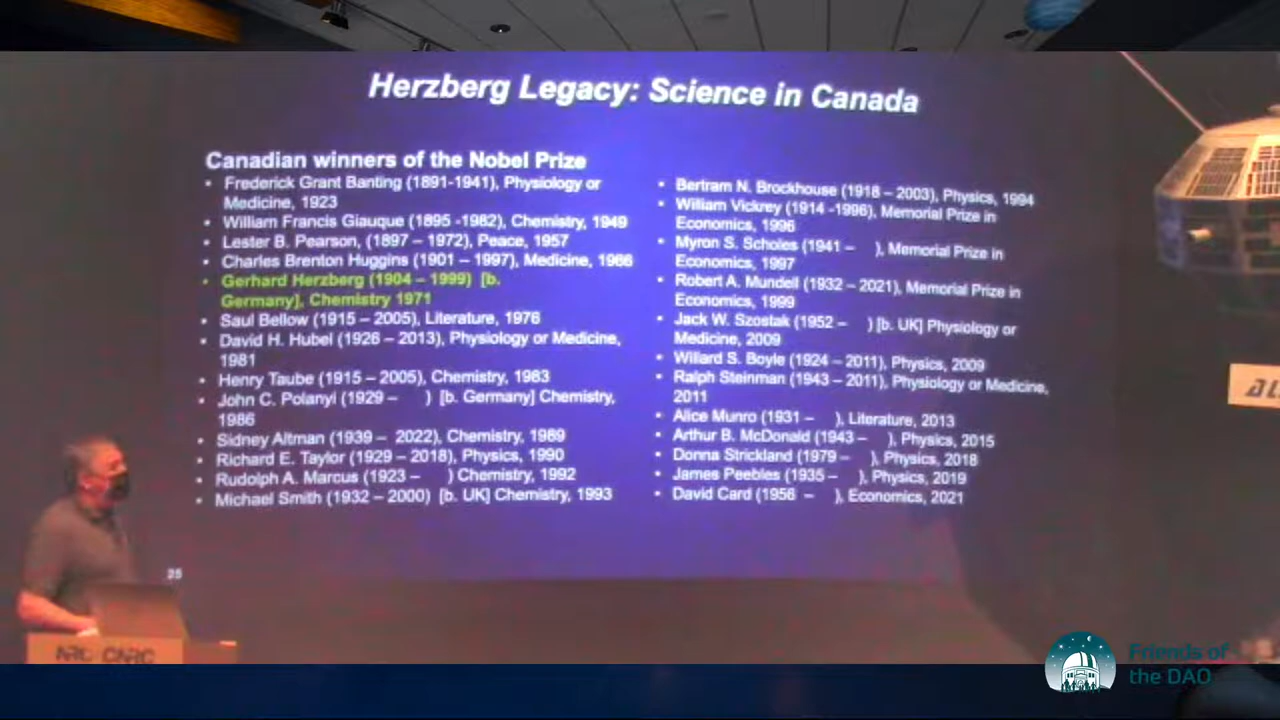 Herzberg Legacy: Science in Canada
Canadian winners of the Nobel Prize
• Frederick Grant Banting (1891-1941), Physiology or
Medicine, 1923
• William Francis Giauque (1895 -1982), Chemistry, 1949
• Lester B. Pearson, (1897 – 1972), Peace, 1957
• Charles Brenton Huggins (1901 – 1997), Medicine, 1966
• Gerhard Herzberg (1904 – 1999) [b.
Germany], Chemistry 1971
• Saul Bellow (1915 – 2005), Literature, 1976
• David H. Hubel (1926 – 2013), Physiology or Medicine,
1981
• Henry Taube (1915 – 2005), Chemistry, 1983
• John C. Polanyi (1929 – ) [b. Germany] Chemistry,
1986
• Sidney Altman (1939 – 2022), Chemistry, 1989
• Richard E. Taylor (1929 – 2018), Physics, 1990
• Rudolph A. Marcus (1923 – ) Chemistry, 1992
• Michael Smith (1932 – 2000) [b. UK] Chemistry, 1993
• Bertram N. Brockhouse (1918 – 2003), Physics, 1994
• William Vickrey (1914 -1996), Memorial Prize in
Economics, 1996
• Myron S. Scholes (1941 – ), Memorial Prize in
Economics, 1997
• Robert A. Mundell (1932 – 2021), Memorial Prize in
Economics, 1999
• Jack W. Szostak (1952 – ) [b. UK] Physiology or
Medicine, 2009
• Willard S. Boyle (1924 – 2011), Physics, 2009
• Ralph Steinman (1943 – 2011), Physiology or Medicine,
2011
• Alice Munro (1931 – ), Literature, 2013
• Arthur B. McDonald (1943 – ), Physics, 2015
• Donna Strickland (1979 – ), Physics, 2018
• James Peebles (1935 – ), Physics, 2019
• David Card (1956 – ), Economics, 2021
25
Friends of
the DAO